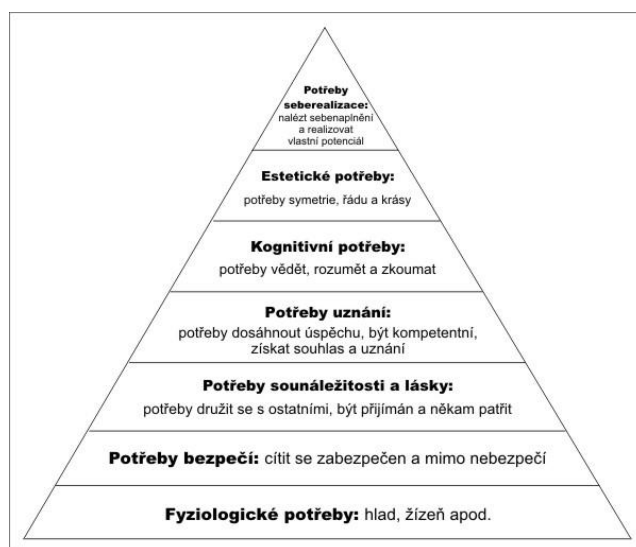 Potřeby
seberealizace:
nalézt sebenaplnění
a realizovat
vlastní potenciál
Estetické potřeby:
potřeby symetrie, řádu a krásy
Kognitivní potřeby:
potřeby vědět, rozumět a zkoumat
Potřeby uznání:
potřeby dosáhnout úspěchu, být kompetentní,
získat souhlas a uznání
Potřeby sounáležitosti a lásky:
potřeby družit se s ostatními, být přijímán a někam patřit
Potřeby bezpečí: cítit se zabezpečen a mimo nebezpečí
Fyziologické potřeby: hlad, žízeň apod.